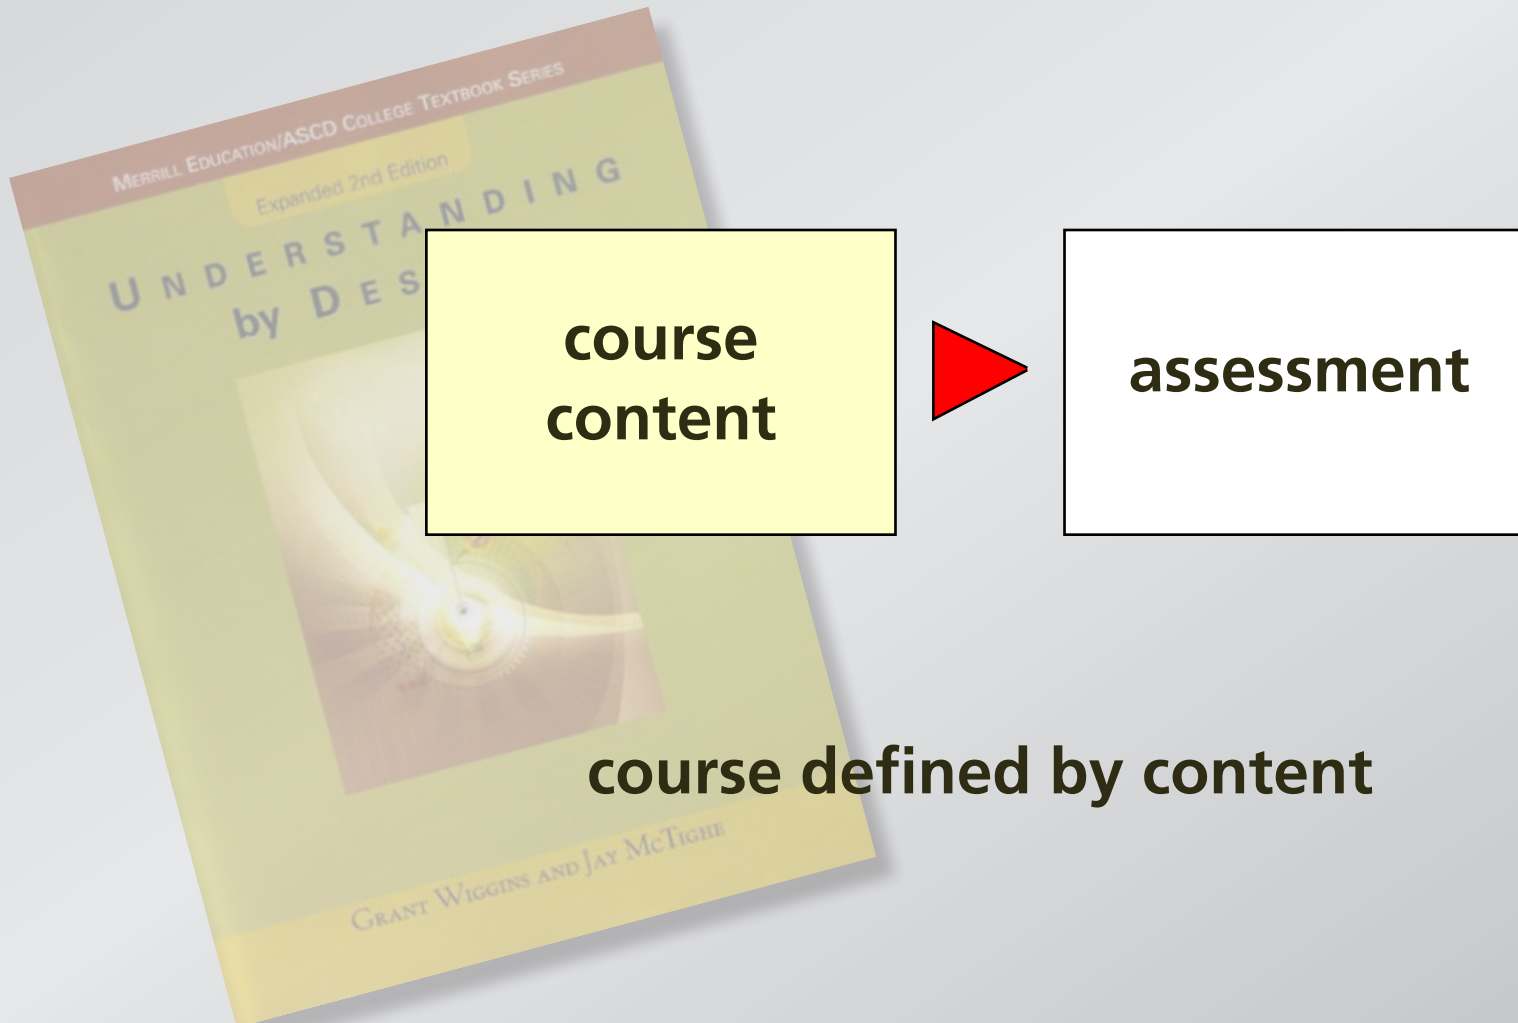 MERRILL EDUCATION/ASCD COLLEGE TEXTBOOK SERIES
Expanded 2nd Edition
UNDERSTANDING
by DES
course
content
assessment
course defined by content
GRANT WIGGINS AND JAY MCTIGHE